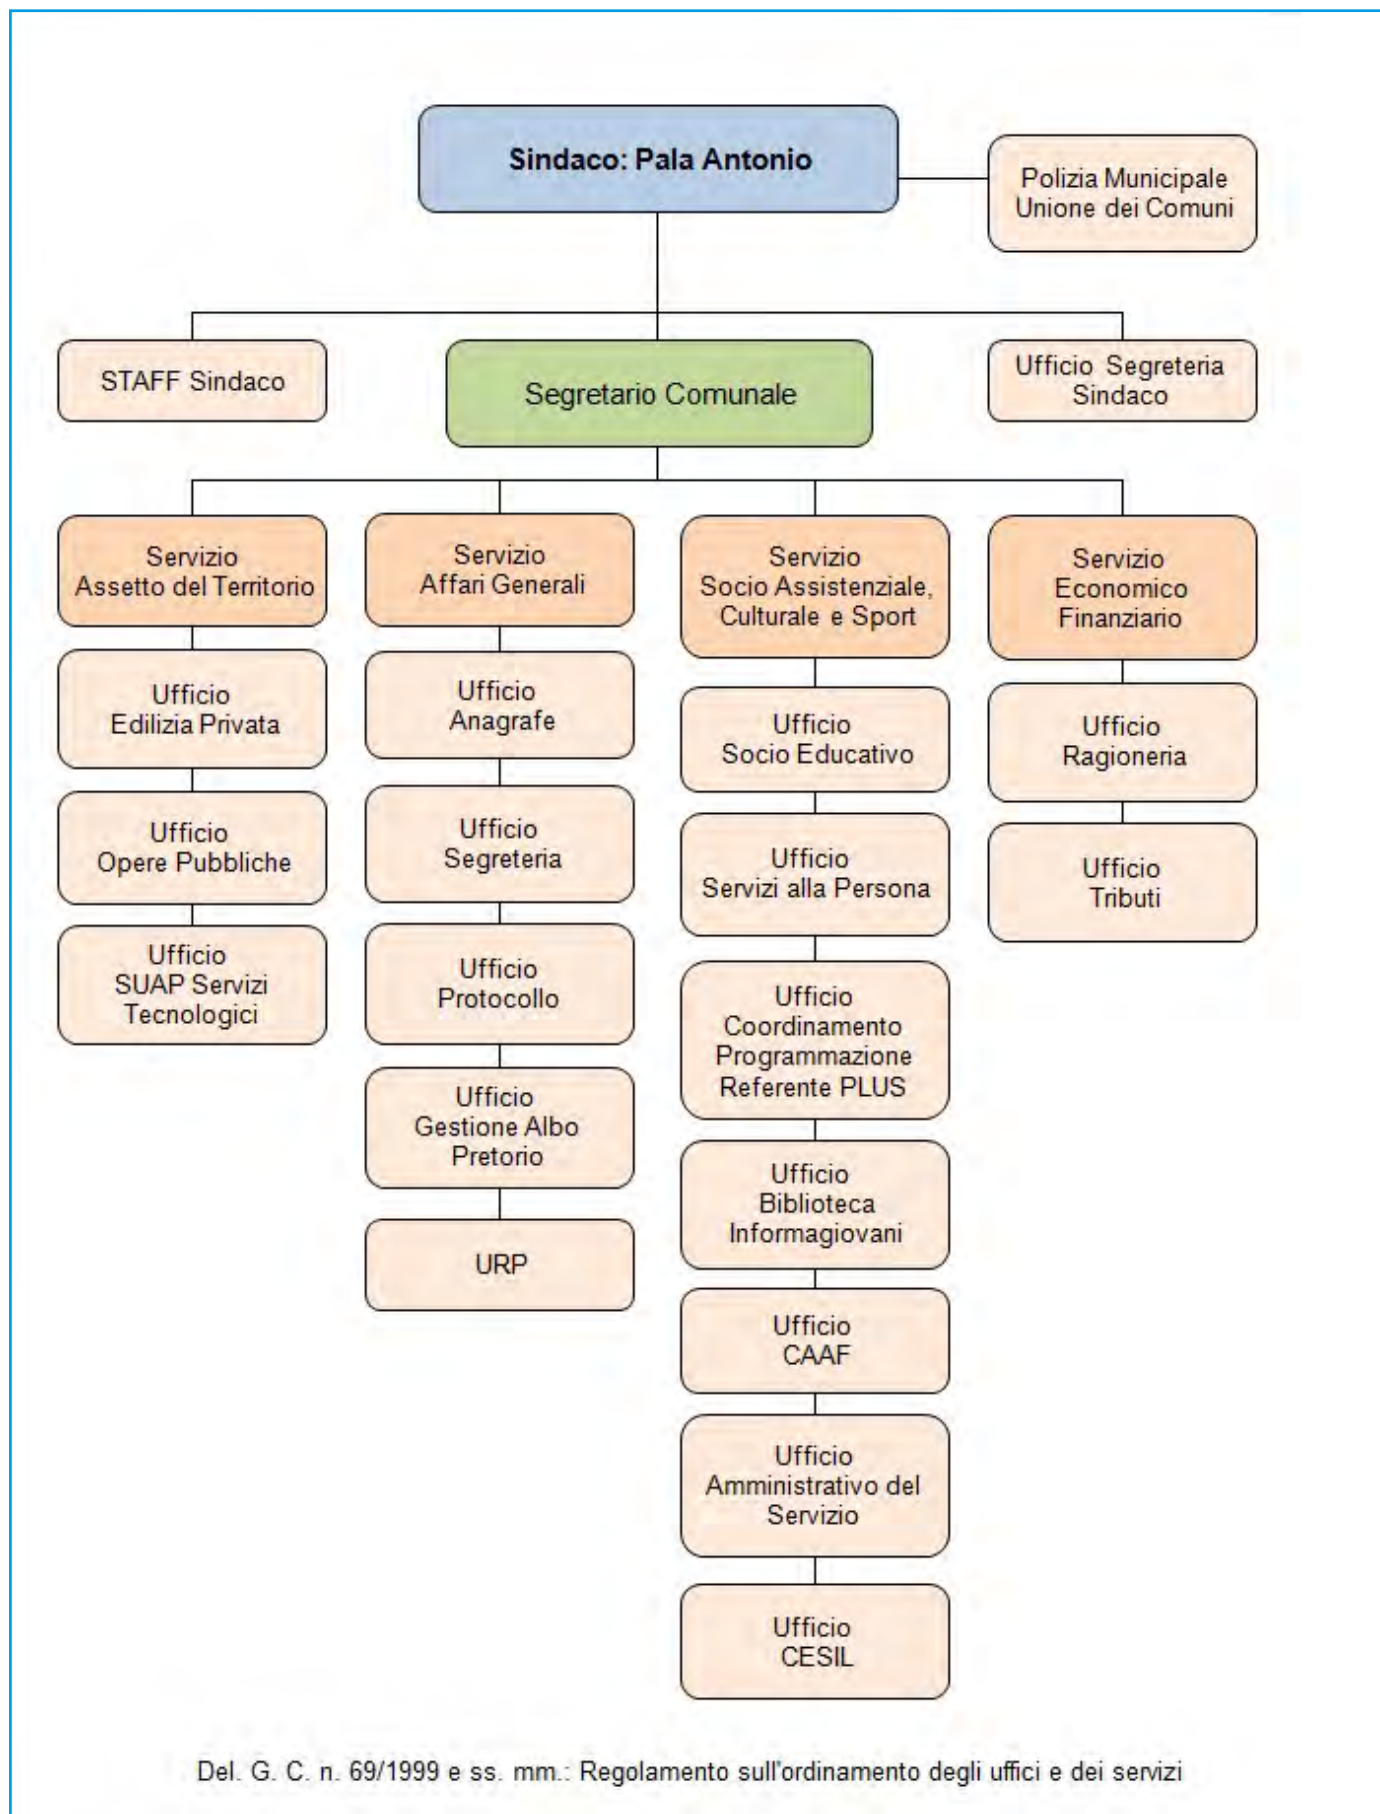 Sindaco: Pala Antonio
Polizia Municipale
Unione dei Comuni
STAFF Sindaco
Segretario Comunale
Ufficio Segreteria
Sindaco
Servizio
Assetto del Territorio
Ufficio
Edilizia Privata
Ufficio
Opere Pubbliche
Ufficio
SUAP Servizi
Tecnologici
Servizio
Affari Generali
Ufficio
Anagrafe
Ufficio
Segreteria
Ufficio
Protocollo
Ufficio
Gestione Albo
Pretorio
URP
Servizio
Socio Assistenziale,
Culturale e Sport
Ufficio
Socio Educativo
Ufficio
Servizi alla Persona
Ufficio
Coordinamento
Programmazione
Referente PLUS
Ufficio
Biblioteca
Informagiovani
Ufficio
CAAF
Ufficio
Amministrativo del
Servizio
Ufficio
CESIL
Servizio
Economico
Finanziario
Ufficio
Ragioneria
Ufficio
Tributi
Del. G. C. n. 69/1999 e ss. mm.: Regolamento sull'ordinamento degli uffici e dei servizi